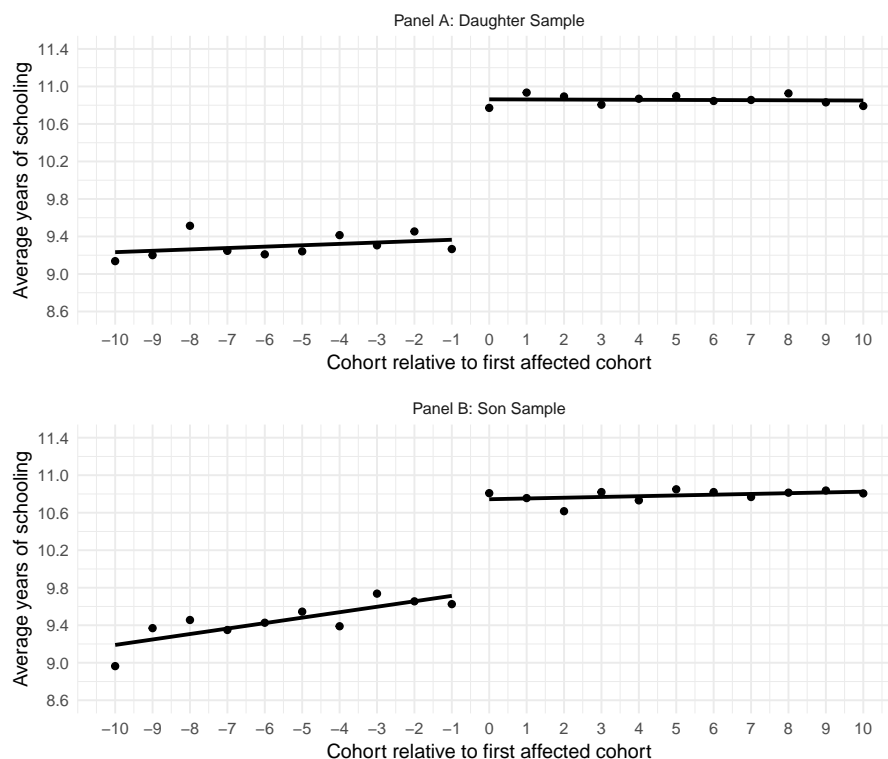 Panel A: Daughter Sample
11.4
11.0
10.6
10.2
9.8
9.4
9.0
8.6
Average years of schooling
−10 −9 −8 −7 −6 −5 −4 −3 −2 −1 0 1 2 3 4 5 6 7 8 9 10
Cohort relative to first affected cohort
Panel B: Son Sample
11.4
11.0
10.6
10.2
9.8
9.4
9.0
8.6
Average years of schooling
−10 −9 −8 −7 −6 −5 −4 −3 −2 −1 0 1 2 3 4 5 6 7 8 9 10
Cohort relative to first affected cohort